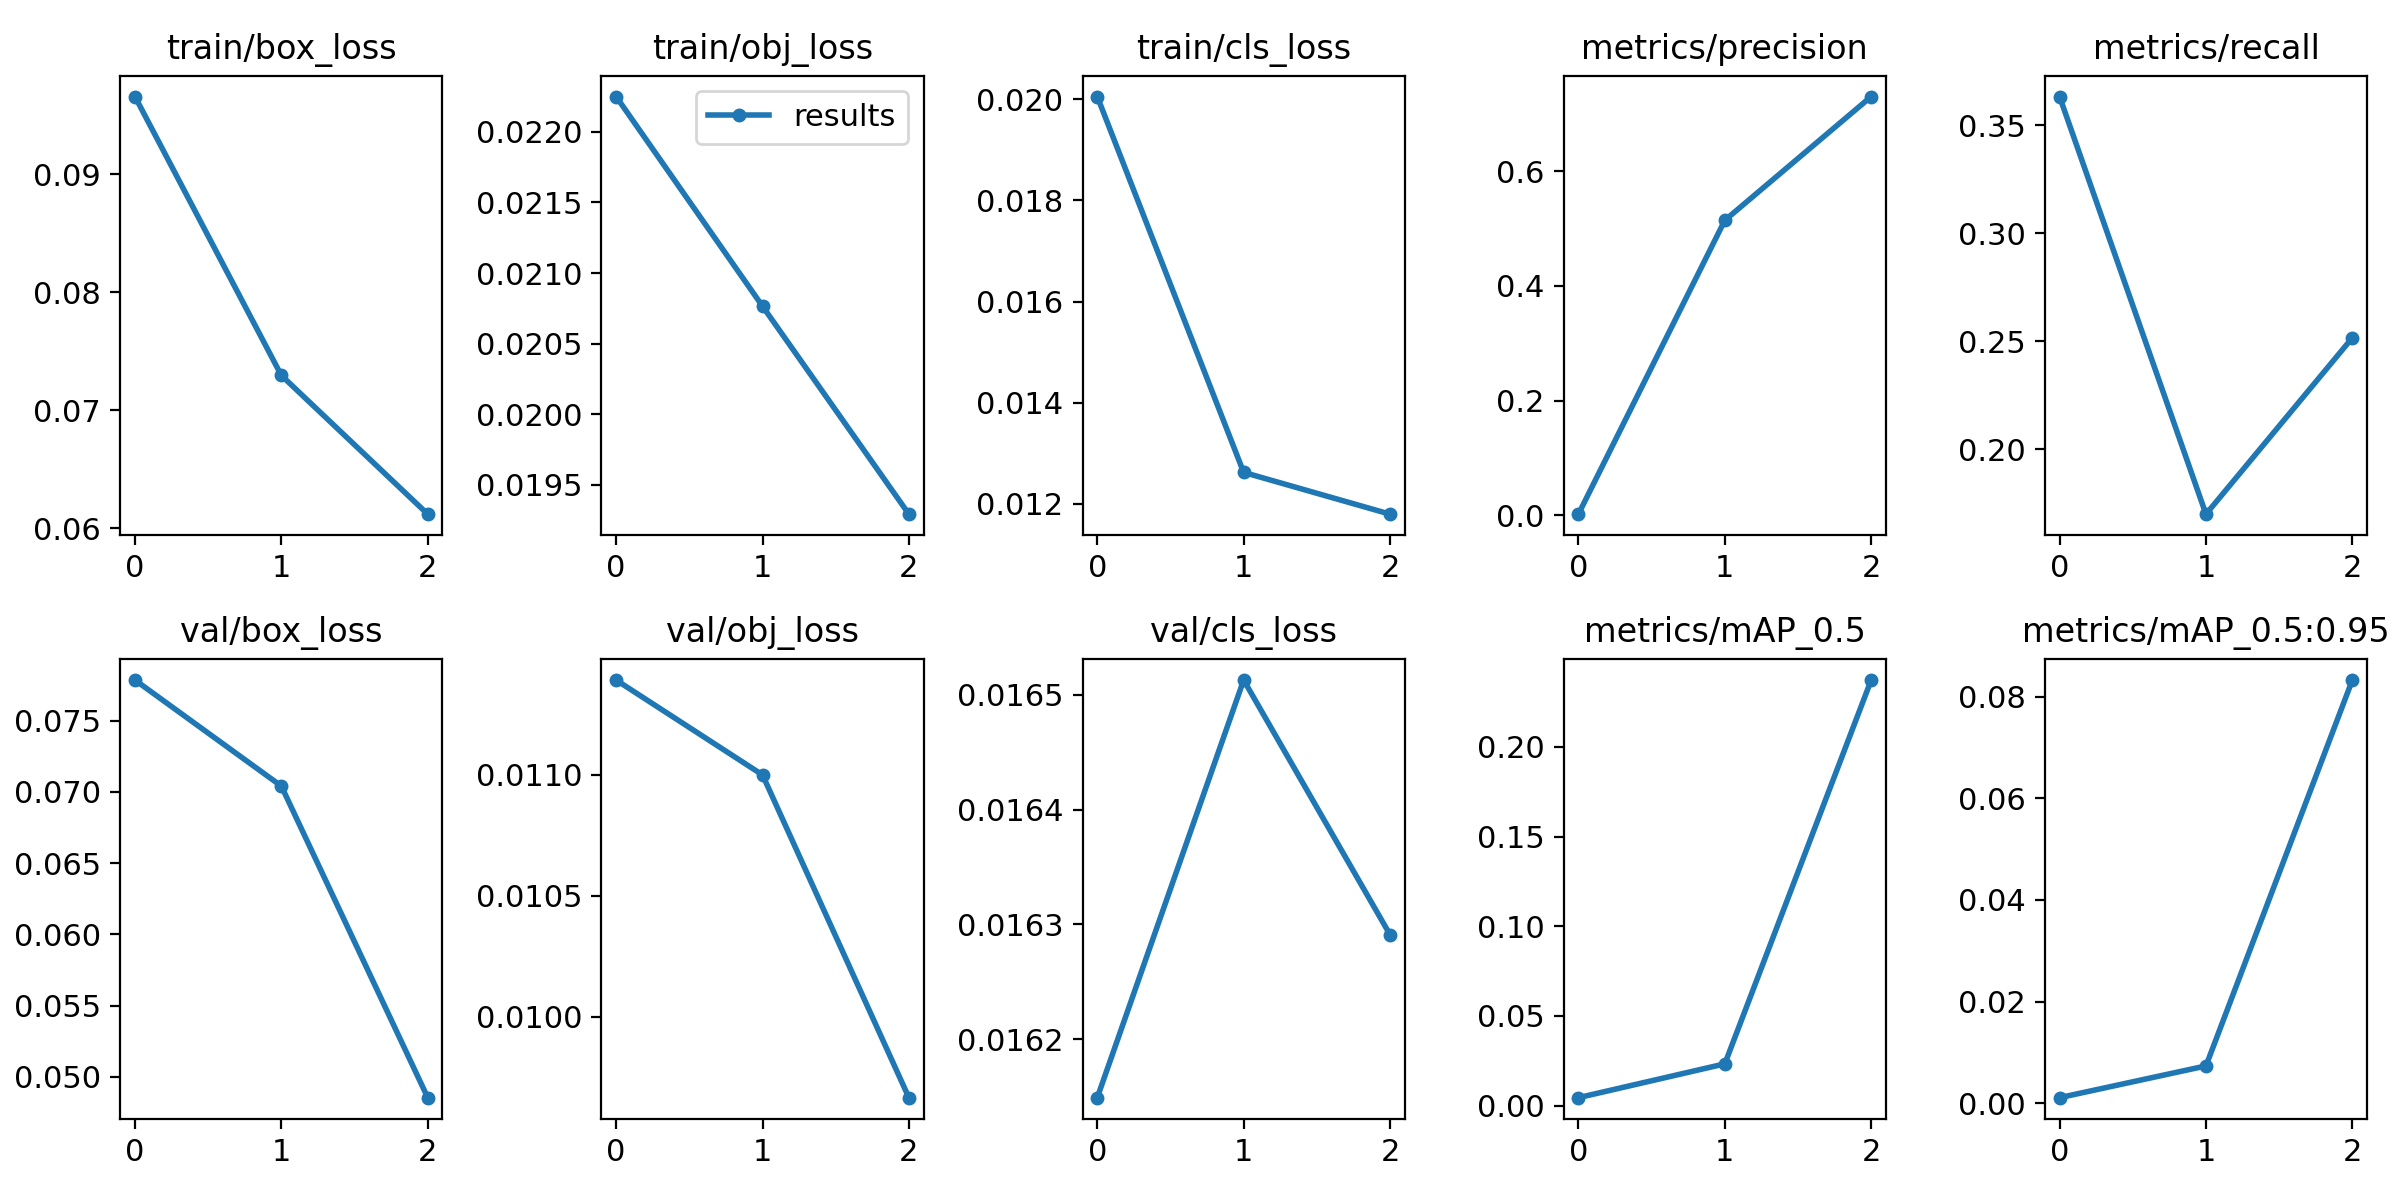 train/box_loss
0.09
0.08
0.07
0.06
0 1 2
train/obj_loss
results
0.0220
0.0215
0.0210
0.0205
0.0200
0.0195
0 1 2
train/cls_loss
0.020
0.018
0.016
0.014
0.012
0 1 2
metrics/precision
0.6
0.4
0.2
0.0
0 1 2
metrics/recall
0.35
0.30
0.25
0.20
0 1 2
val/box_loss
0.075
0.070
0.065
0.060
0.055
0.050
0 1 2
val/obj_loss
0.0110
0.0105
0.0100
0 1 2
val/cls_loss
0.0165
0.0164
0.0163
0.0162
0 1 2
metrics/mAP_0.5
0.20
0.15
0.10
0.05
0.00
0 1 2
metrics/mAP_0.5:0.95
0.08
0.06
0.04
0.02
0.00
0 1 2